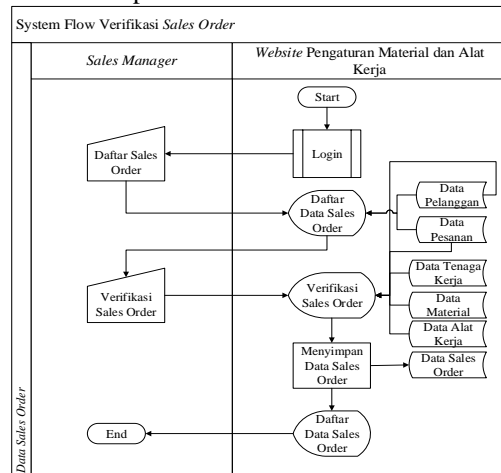 System Flow Verifikasi Sales Order
Sales Manager
Website Pengaturan Material dan Alat
Kerja
Start
Login
Daftar Sales
Order
Daftar
Data Sales
Order
Data
Pelanggan
Data
Pesanan
Verifikasi
Sales Order
Verifikasi
Sales Order
Data Tenaga
Kerja
Data
Material
Data Alat
Kerja
Menyimpan
Data Sales
Order
Data Sales
Order
Daftar
Data Sales
Order
End
Data Sales Order